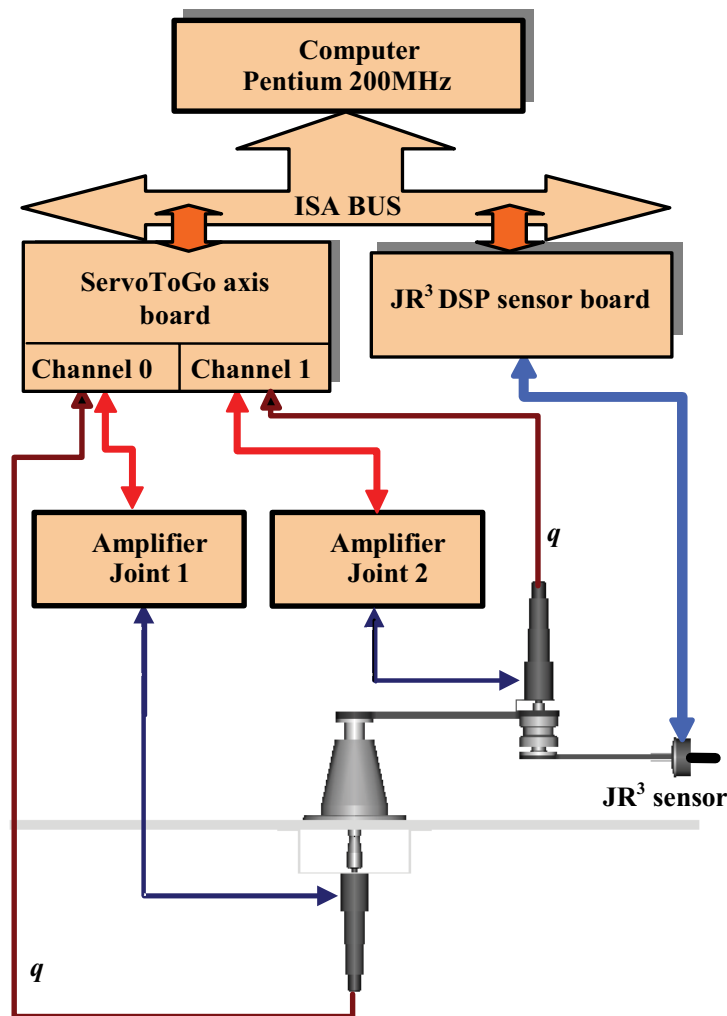 Computer
Pentium 200MHz
ISA BUS
ServoToGo axis
board
JR³ DSP sensor board
Channel 0
Channel 1
Amplifier
Joint 1
Amplifier
Joint 2
q
JR³ sensor
q